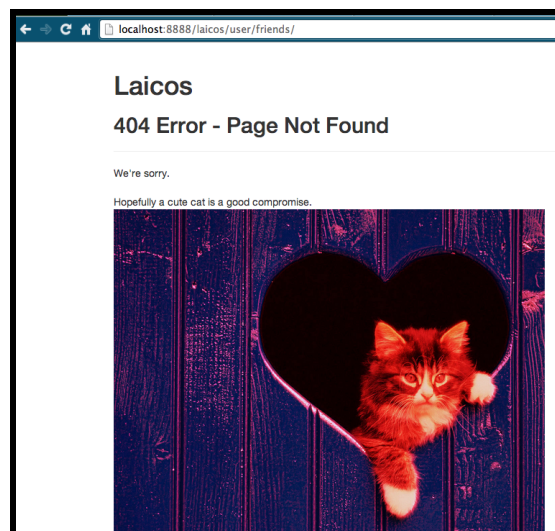 localhost:8888/laicos/user/friends/
Laicos
404 Error - Page Not Found
We're sorry.
Hopefully a cute cat is a good compromise.